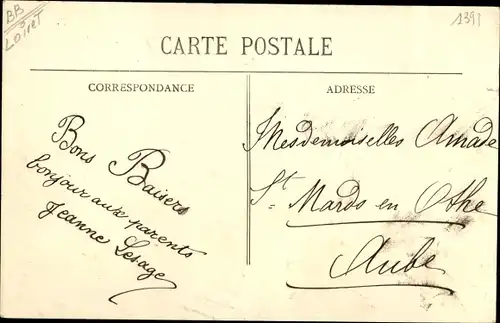 BB
Loiret
1391
CARTE POSTALE
CORRESPONDANCE
Bons Baisers
bonjour aux parents
Jeanne Lesage
ADRESSE
Mesdemoiselles Amade
St Mards en Othe
Aube